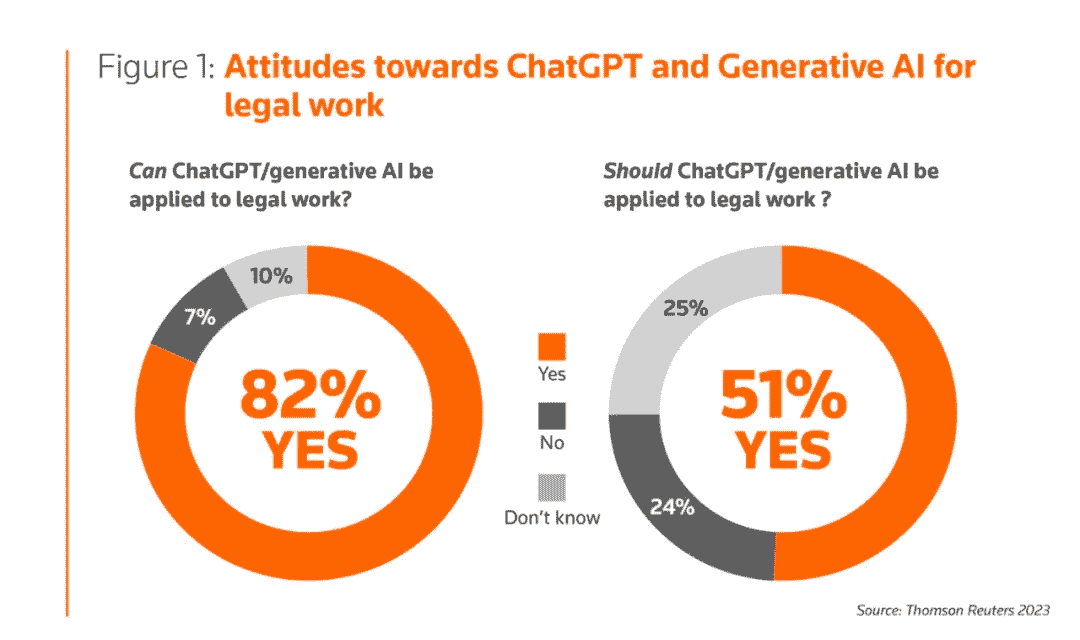 Figure 1: Attitudes towards ChatGPT and Generative AI for
legal work
Can ChatGPT/generative AI be
applied to legal work?
10%
7%
82%
YES
Yes
No
Don't know
Should ChatGPT/generative AI be
applied to legal work ?
25%
24%
51%
YES
Source: Thomson Reuters 2023